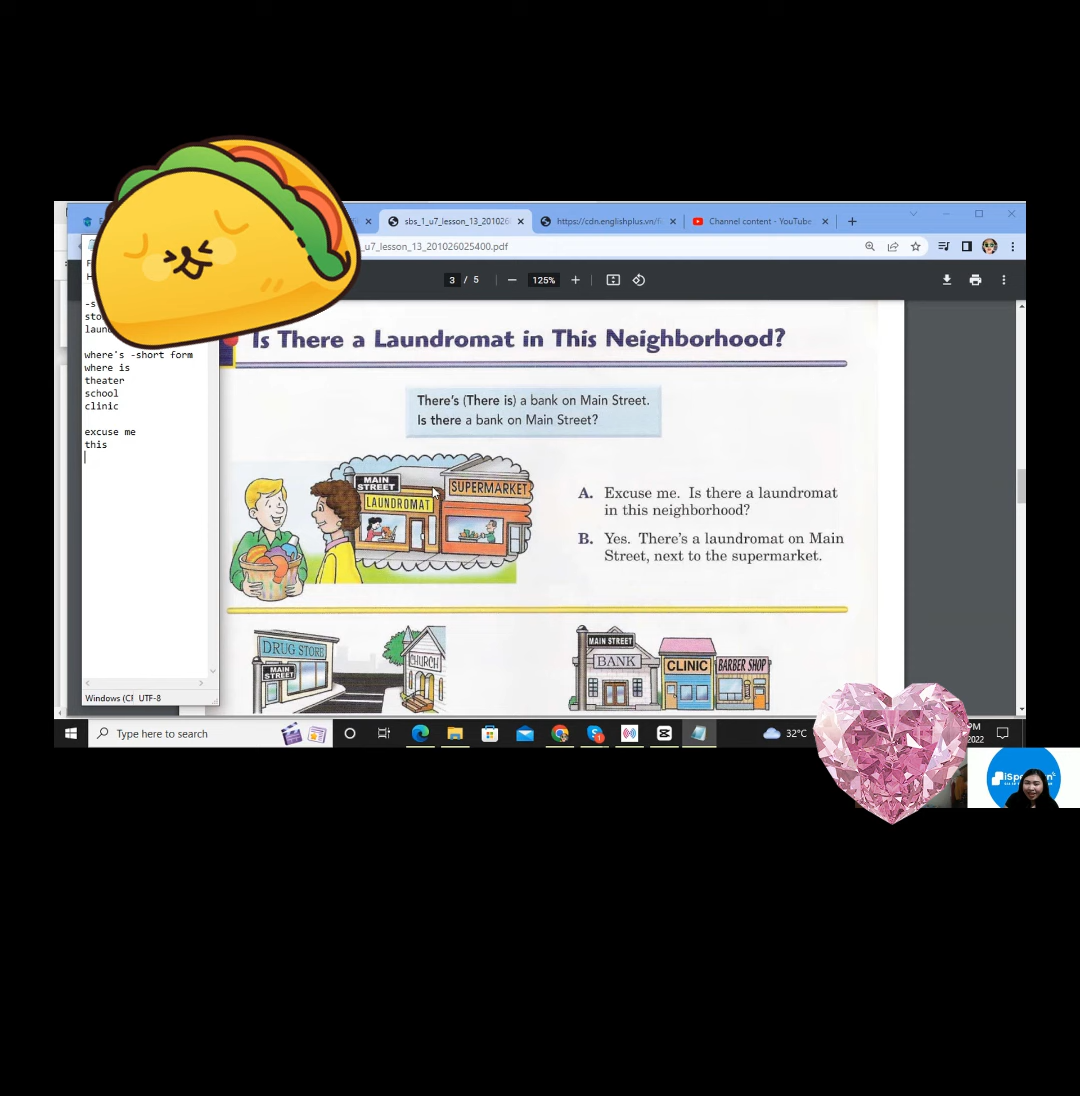 sbs_1_u7_lesson_13_201026
https://cdn.englishplus.vn/fi
Channel content - YouTube
_u7_lesson_13_201026025400.pdf
3 / 5
125%
where's -short form
where is
theater
school
clinic
excuse me
this
Windows (CF UTF-8
Is There a Laundromat in This Neighborhood?
There's (There is) a bank on Main Street.
Is there a bank on Main Street?
MAIN
STREET
LAUNDROMAT
SUPERMARKET
A. Excuse me. Is there a laundromat
in this neighborhood?
B. Yes. There's a laundromat on Main
Street, next to the supermarket.
DRUG STORE
MAIN
STREET
CHURCH
MAIN STREET
BANK
CLINIC
BARBER SHOP
Type here to search
32°C
PM
2022